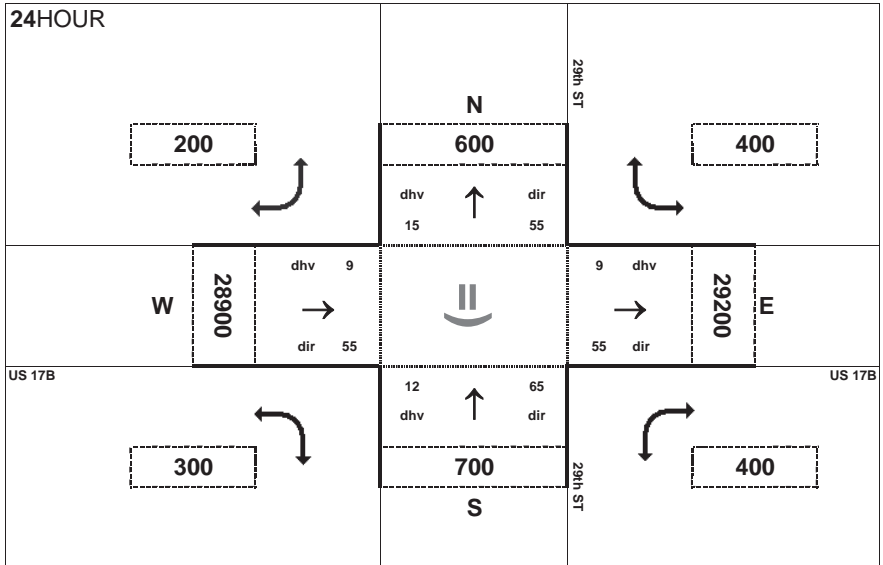 24HOUR
29th ST
N
200
600
400
dhv
dir
15
55
dhv 9
9 dhv
W
28900
29200
E
dir 55
55 dir
US 17B
US 17B
12
65
dhv
dir
300
700
400
29th ST
S